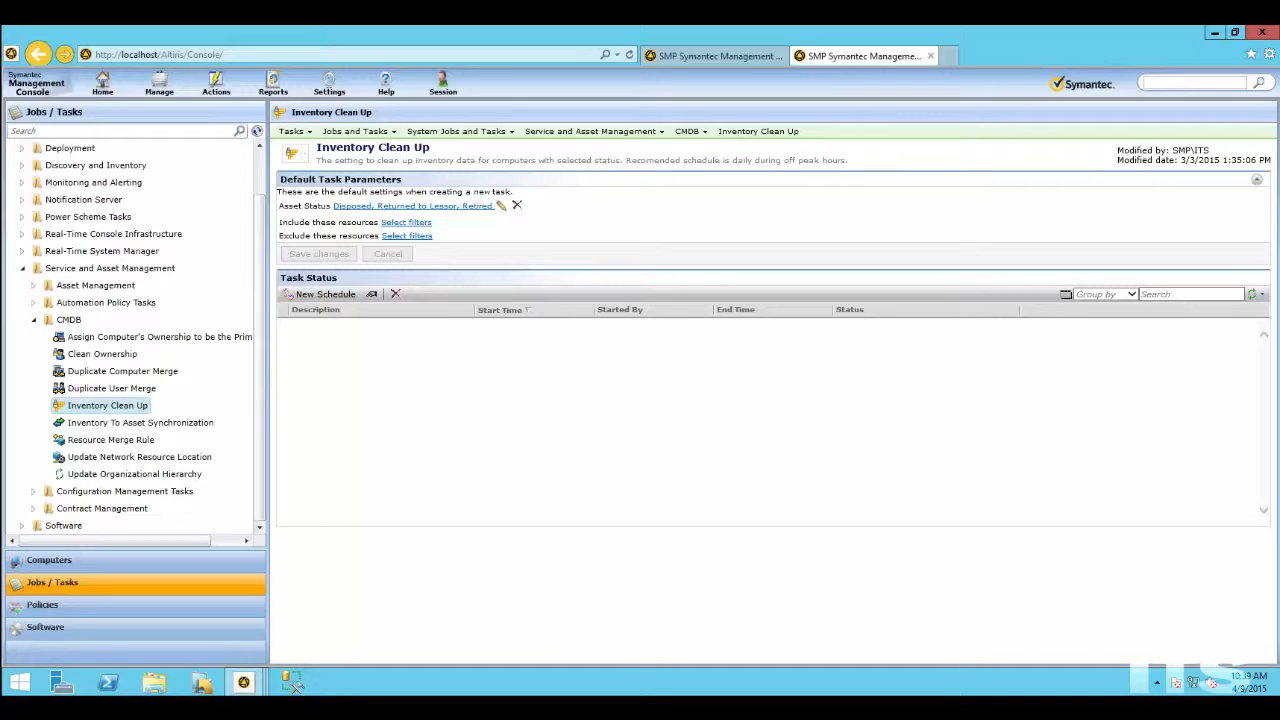 http://localhost/Altiris/Console/
SMP Symantec Management ...
SMP Symantec Manageme...
Symantec
Management
Console
Home
Manage
Actions
Reports
Settings
Help
Session
Symantec.
Jobs / Tasks
Search
Deployment
Discovery and Inventory
Monitoring and Alerting
Notification Server
Power Scheme Tasks
Real-Time Console Infrastructure
Real-Time System Manager
Service and Asset Management
Asset Management
Automation Policy Tasks
CMDB
Assign Computer's Ownership to be the Prim
Clean Ownership
Duplicate Computer Merge
Duplicate User Merge
Inventory Clean Up
Inventory To Asset Synchronization
Resource Merge Rule
Update Network Resource Location
Update Organizational Hierarchy
Configuration Management Tasks
Contract Management
Software
Computers
Jobs / Tasks
Policies
Software
Inventory Clean Up
Tasks Jobs and Tasks System Jobs and Tasks Service and Asset Management CMDB Inventory Clean Up
Inventory Clean Up
The setting to clean up inventory data for computers with selected status. Recomended schedule is daily during off peak hours.
Modified by: SMP\ITS
Modified date: 3/3/2015 1:35:06 PM
Default Task Parameters
These are the default settings when creating a new task.
Asset Status Disposed, Returned to Lessor, Retired
Include these resources Select filters
Exclude these resources Select filters
Save changes Cancel
Task Status
New Schedule
Group by
Search
Description Start Time Started By End Time Status
ITS
10:39 AM
4/9/2015